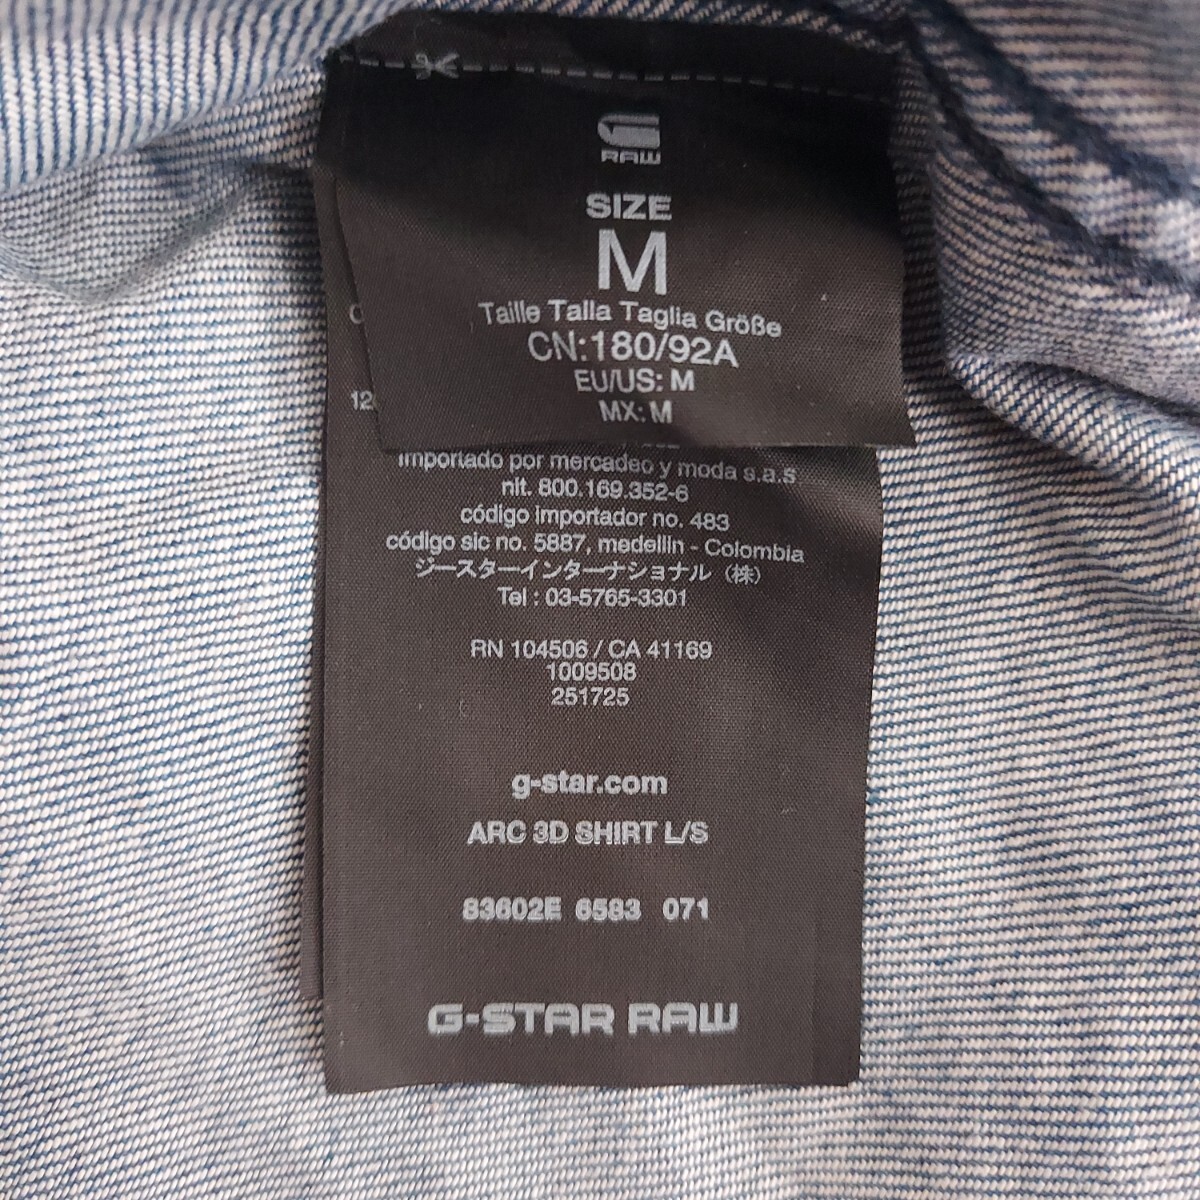 RAW
SIZE
M
Taille Talla Taglia Größe
CN:180/92A
EU/US: M
MX: M
importado por mercadeo y moda s.a.s
nit. 800.169.352-6
código importador no. 483
código sic no. 5887, medellin - Colombia
ジースターインターナショナル (株)
Tel : 03-5765-3301
RN 104506 / CA 41169
1009508
251725
g-star.com
ARC 3D SHIRT L/S
83602E 6583 071
G-STAR RAW